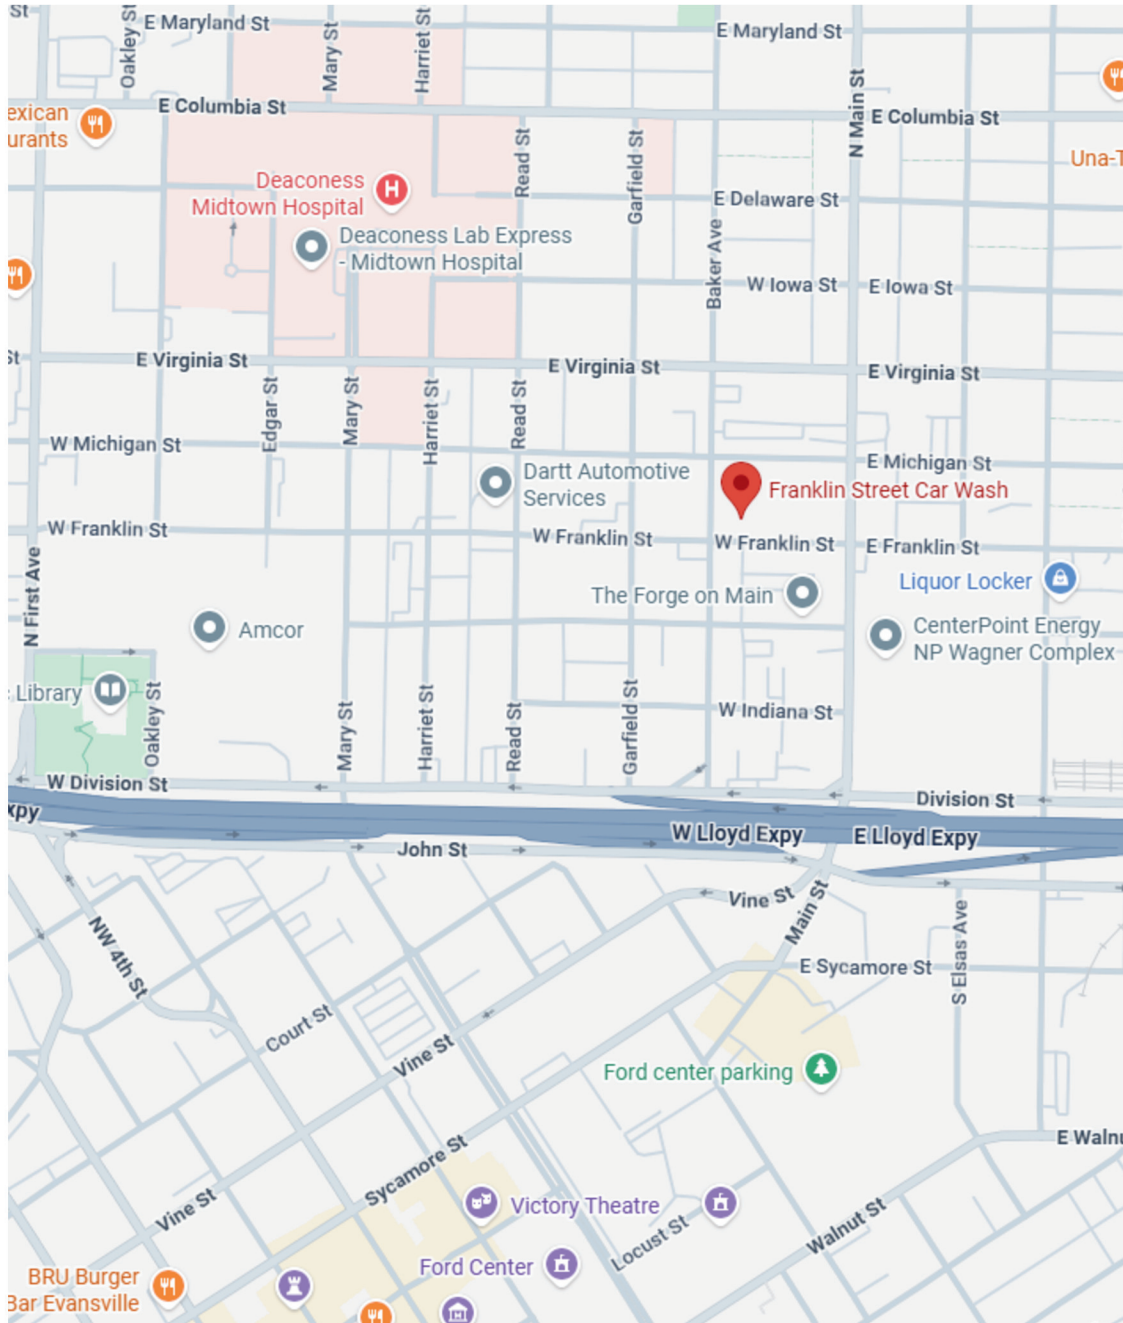 St
E Maryland St
Oakley St
Mary St
Harriet St
E Maryland St
N Main St
E Columbia St
E Columbia St
exican
urants
Una-T
Read St
Garfield St
Deaconess
Midtown Hospital
H
E Delaware St
Deaconess Lab Express
- Midtown Hospital
Baker Ave
W Iowa St
E Iowa St
St
E Virginia St
E Virginia St
E Virginia St
Edgar St
Mary St
Harriet St
Read St
W Michigan St
E Michigan St
Dartt Automotive
Services
Franklin Street Car Wash
W Franklin St
W Franklin St
W Franklin St
E Franklin St
N First Ave
Liquor Locker
The Forge on Main
Amcor
CenterPoint Energy
NP Wagner Complex
Library
Oakley St
Mary St
Harriet St
Read St
Garfield St
W Indiana St
W Division St
Division St
xpy
W Lloyd Expy
E Lloyd Expy
John St
Vine St
Main St
NW 4th St
E Sycamore St
S Elsas Ave
Court St
Vine St
Ford center parking
E Walnu
Sycamore St
Vine St
Victory Theatre
Locust St
Walnut St
Ford Center
BRU Burger
Bar Evansville